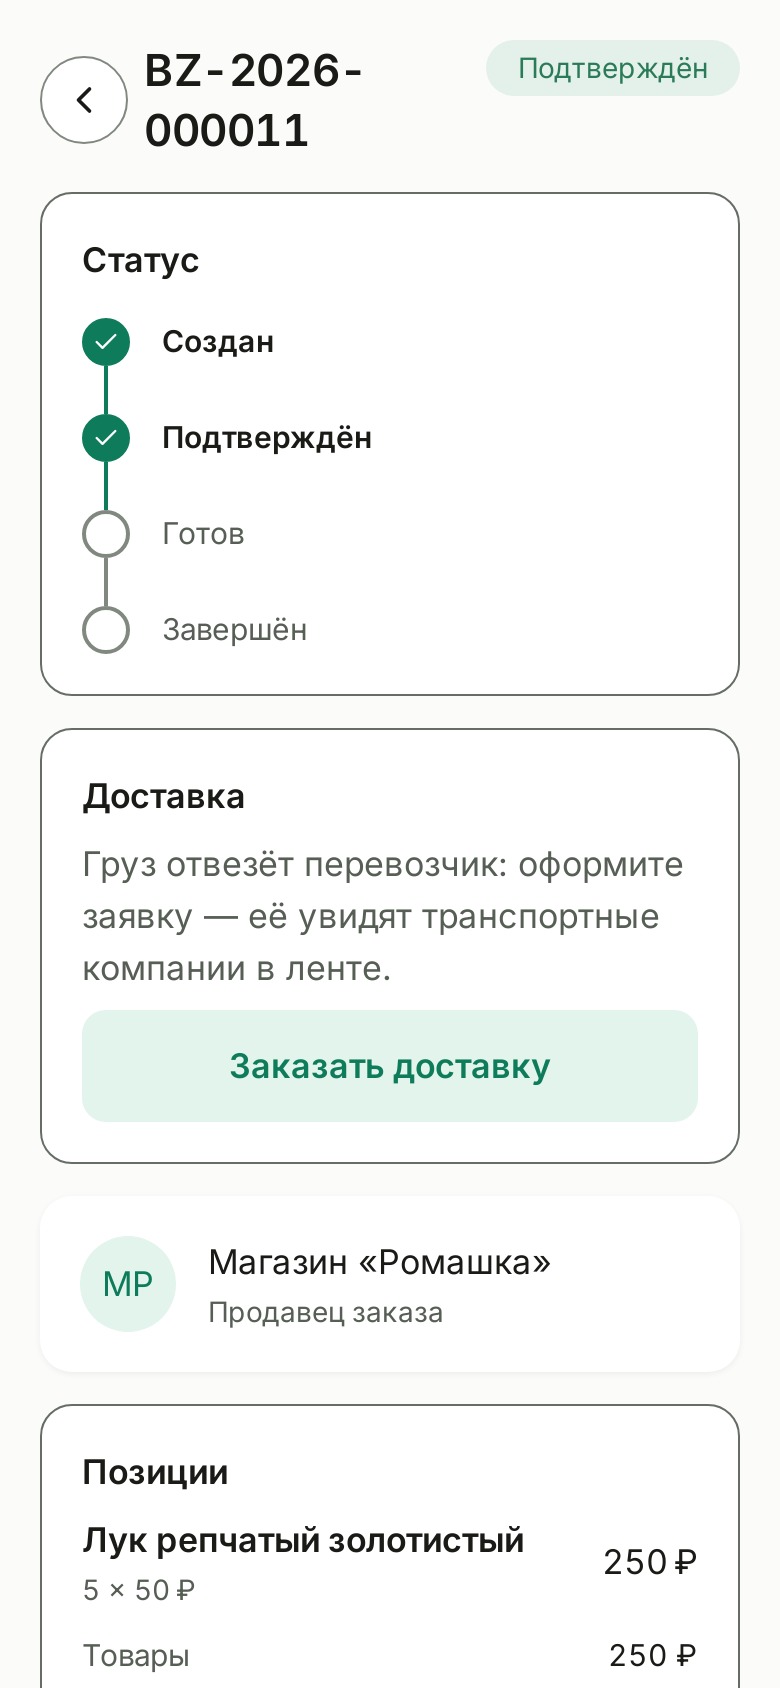 BZ-2026-
000011
Подтверждён
Статус
Создан
Подтверждён
Готов
Завершён
Доставка
Груз отвезёт перевозчик: оформите
заявку — её увидят транспортные
компании в ленте.
Заказать доставку
МР
Магазин «Ромашка»
Продавец заказа
Позиции
Лук репчатый золотистый
5 × 50 ₽
250 ₽
Товары
250 ₽